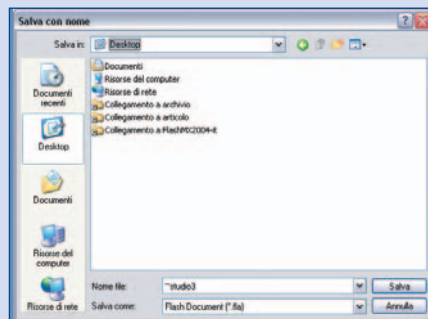 Salva con nome
Salva in: Desktop
Documenti recenti
Desktop
Documenti
Risorse del computer
Risorse di rete
Documenti
Risorse del computer
Risorse di rete
Collegamento a archivio
Collegamento a articolo
Collegamento a FlashMX2004-it
Nome file: ~studio3 Salva
Salva come: Flash Document (*.fla) Annulla